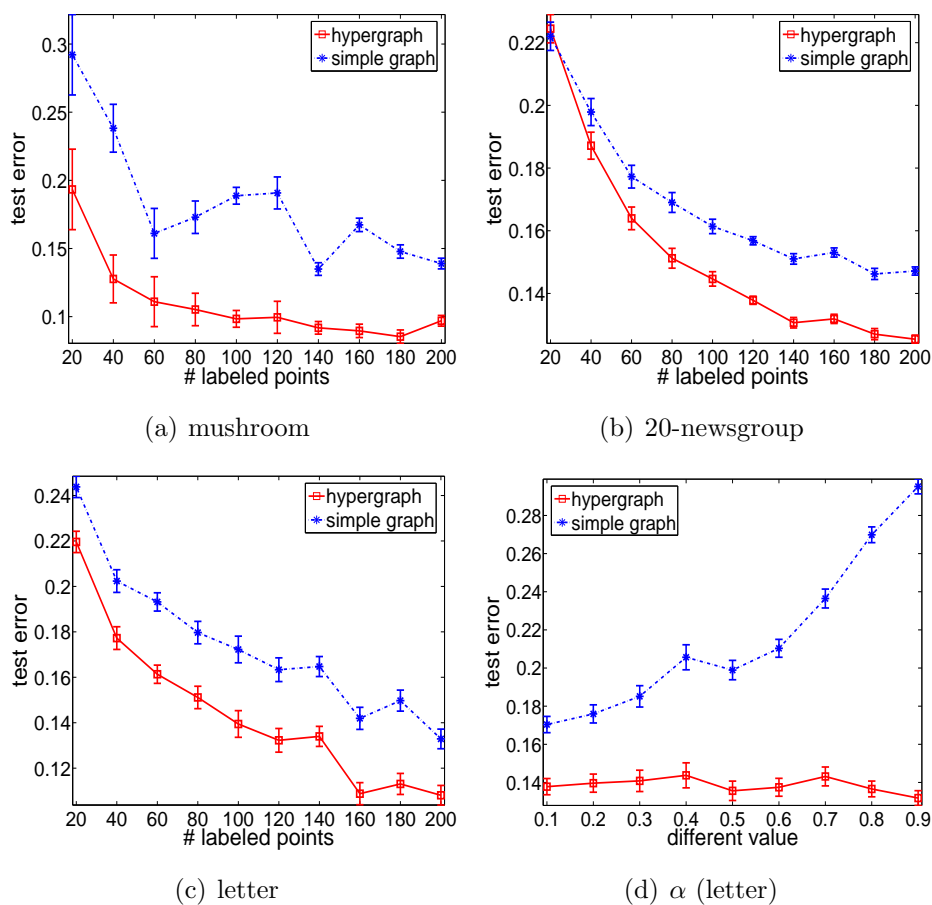 hypergraph
simple graph
test error
0.3
0.25
0.2
0.15
0.1
20 40 60 80 100 120 140 160 180 200
# labeled points
(a) mushroom
hypergraph
simple graph
test error
0.22
0.2
0.18
0.16
0.14
20 40 60 80 100 120 140 160 180 200
# labeled points
(b) 20-newsgroup
hypergraph
simple graph
test error
0.24
0.22
0.2
0.18
0.16
0.14
0.12
20 40 60 80 100 120 140 160 180 200
# labeled points
(c) letter
hypergraph
simple graph
test error
0.28
0.26
0.24
0.22
0.2
0.18
0.16
0.14
0.1 0.2 0.3 0.4 0.5 0.6 0.7 0.8 0.9
different value
(d) α (letter)